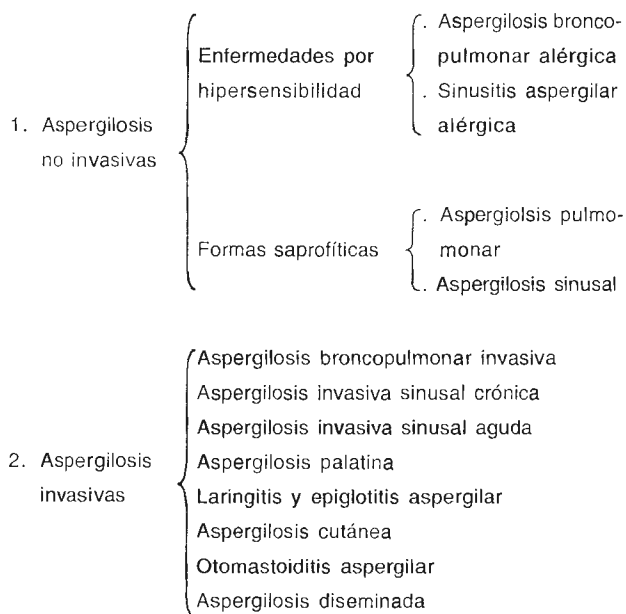 1. Aspergilosis
no invasivas
Enfermedades por
hipersensibilidad
. Aspergilosis bronco-
pulmonar alérgica
. Sinusitis aspergilar
alérgica
Formas saprofíticas
. Aspergiolsis pulmo-
monar
. Aspergilosis sinusal
2. Aspergilosis
invasivas
Aspergilosis broncopulmonar invasiva
Aspergilosis invasiva sinusal crónica
Aspergilosis invasiva sinusal aguda
Aspergilosis palatina
Laringitis y epiglotitis aspergilar
Aspergilosis cutánea
Otomastoiditis aspergilar
Aspergilosis diseminada